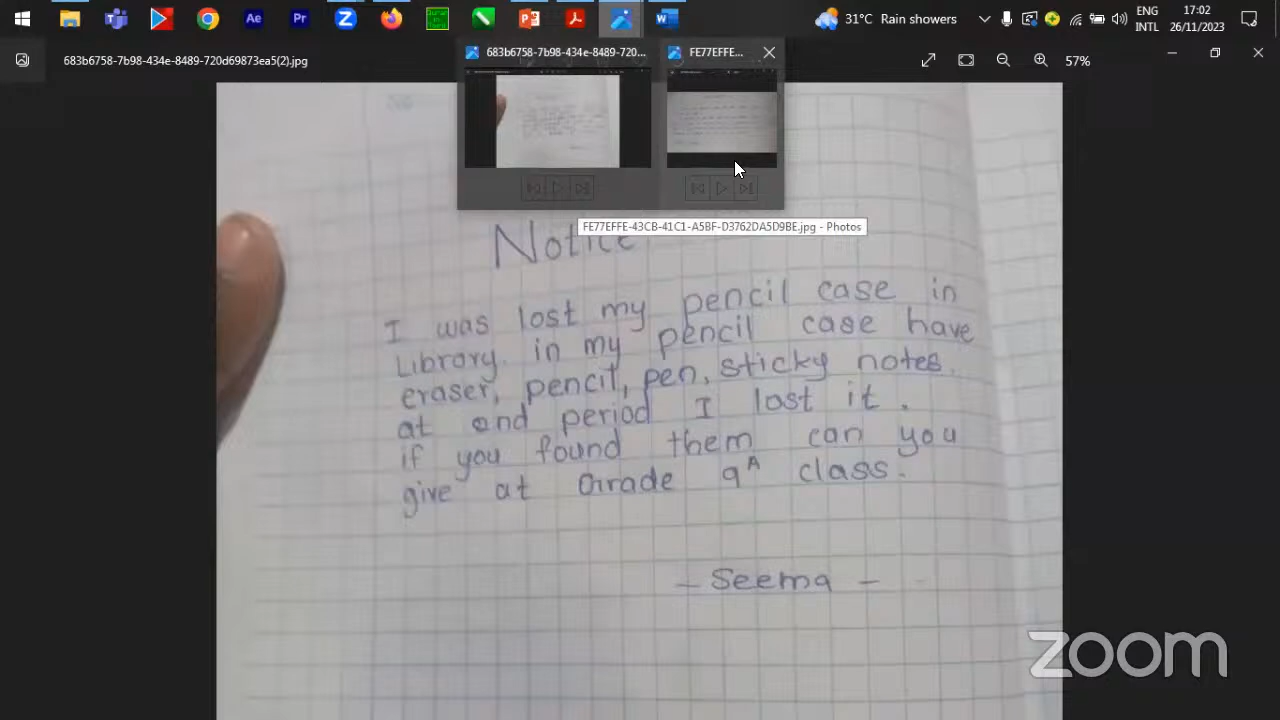 31°C Rain showers
ENG
INTL
17:02
26/11/2023
683b6758-7b98-434e-8489-720d69873ea5(2).jpg
683b6758-7b98-434e-8489-720...
FE77EFFE...
57%
FE77EFFE-43CB-41C1-A5BF-D3762DA5D9BE.jpg - Photos
Notice
I was lost my pencil case in
Library. in my pencil case have
eraser, pencil, pen, sticky notes.
at end period I lost it.
if you found them can you
give at Grade 9A class.
- Seema -
zoom